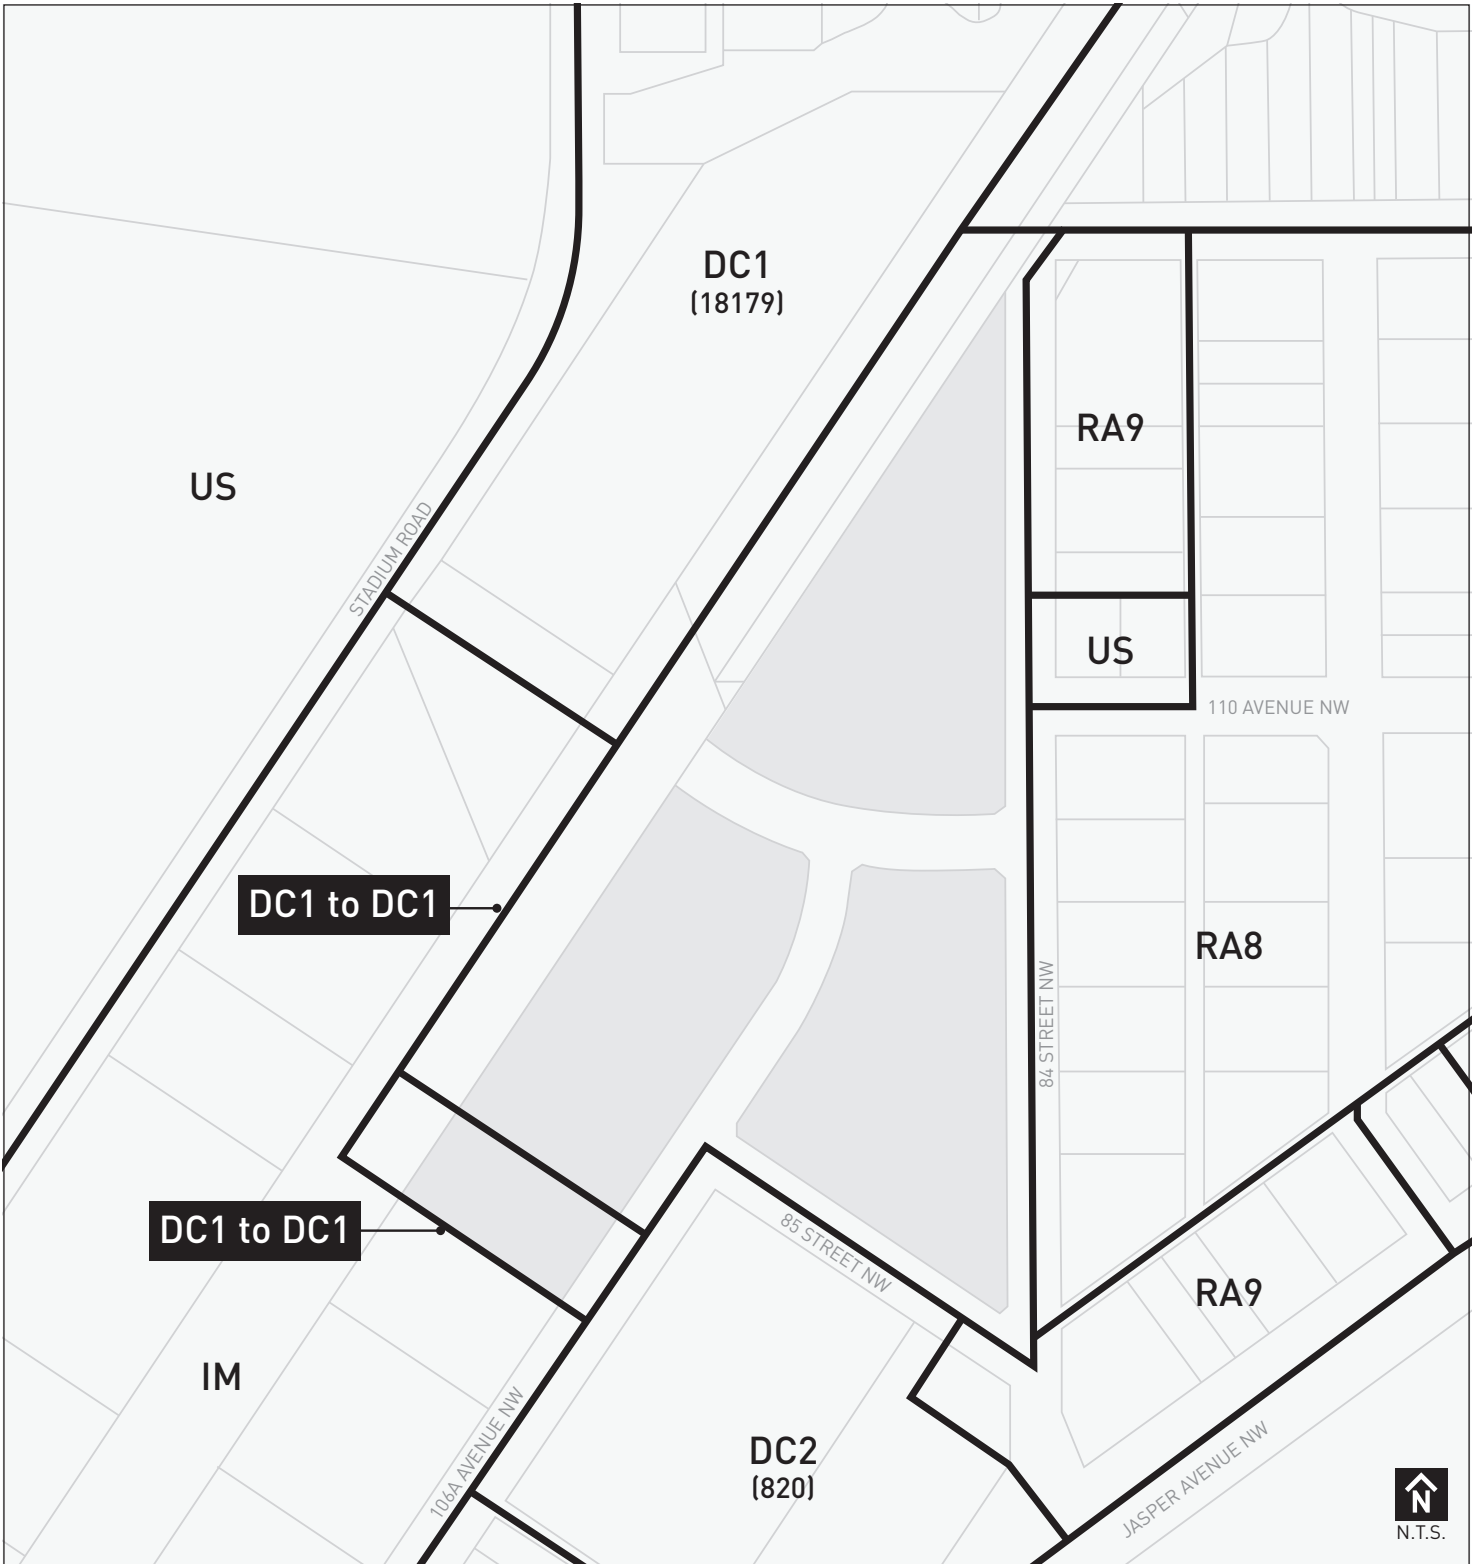 DC1
(18179)
RA9
US
STADIUM ROAD
US
110 AVENUE NW
DC1 to DC1
RA8
84 STREET NW
DC1 to DC1
85 STREET NW
RA9
IM
106A AVENUE NW
DC2
(820)
JASPER AVENUE NW
N
N.T.S.